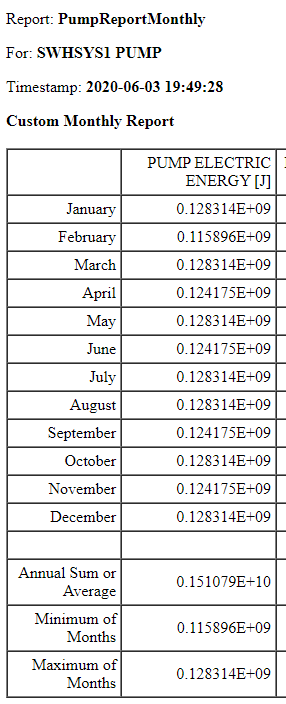 Report: PumpReportMonthly
For: SWHSYS1 PUMP
Timestamp: 2020-06-03 19:49:28
Custom Monthly Report
PUMP ELECTRIC
ENERGY [J]
January 0.128314E+09
February 0.115896E+09
March 0.128314E+09
April 0.124175E+09
May 0.128314E+09
June 0.124175E+09
July 0.128314E+09
August 0.128314E+09
September 0.124175E+09
October 0.128314E+09
November 0.124175E+09
December 0.128314E+09
Annual Sum or
Average 0.151079E+10
Minimum of
Months 0.115896E+09
Maximum of
Months 0.128314E+09